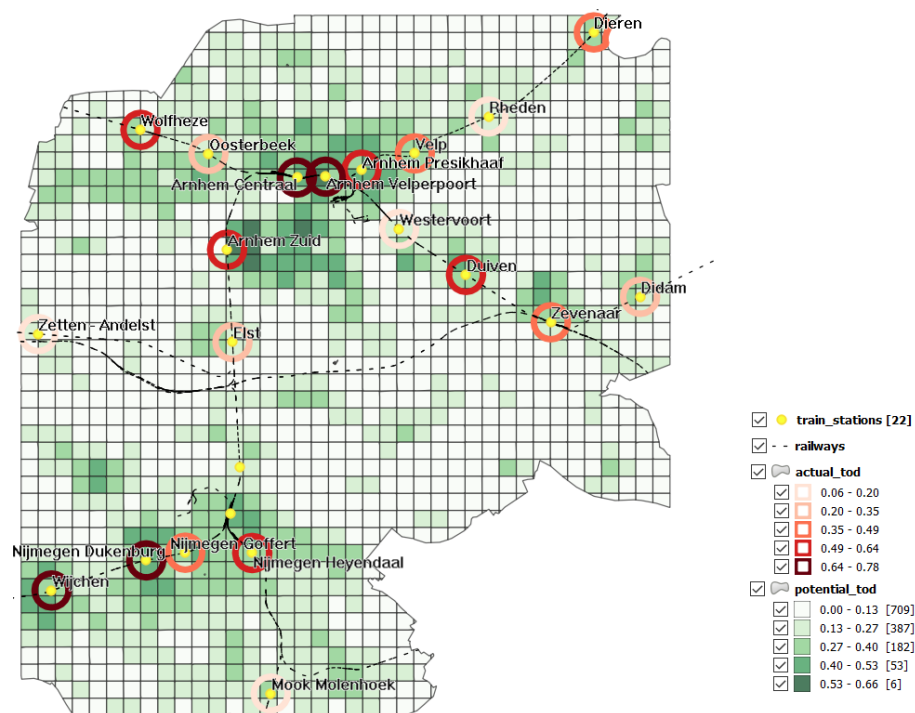 Dieren
Rheden
Wolfheze
Oosterbeek
Velp
Arnhem Presikhaaf
Arnhem Centraal
Arnhem Velperpoort
Westervoort
Arnhem Zuid
Duiven
Didam
Zevenaar
Zetten - Andelst
Elst
train_stations [22]
railways
actual_tod
0.06 - 0.20
0.20 - 0.35
0.35 - 0.49
0.49 - 0.64
0.64 - 0.78
potential_tod
0.00 - 0.13 [709]
0.13 - 0.27 [387]
0.27 - 0.40 [182]
0.40 - 0.53 [53]
0.53 - 0.66 [6]
Nijmegen Goffert
Nijmegen Dukenburg
Nijmegen Heyendaal
Wijchen
Mook Molenhoek